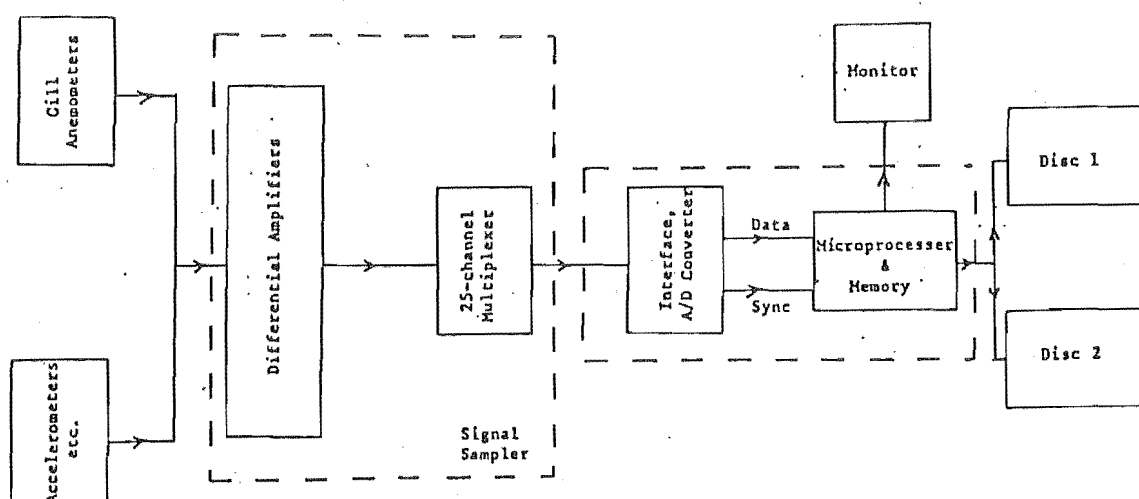 Gill
Anemometers
Accelerometers
etc.
Differential Amplifiers
25-channel
Multiplexer
Signal
Sampler
Interface,
A/D Converter
Data
Sync
Monitor
Microprocesser
&
Memory
Disc 1
Disc 2